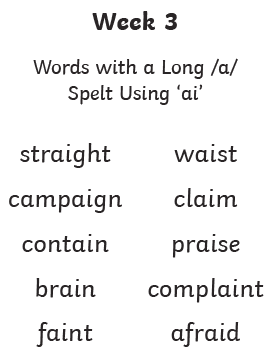 Week 3
Words with a Long /a/
Spelt Using ‘ai’
straight waist
campaign claim
contain praise
brain complaint
faint afraid